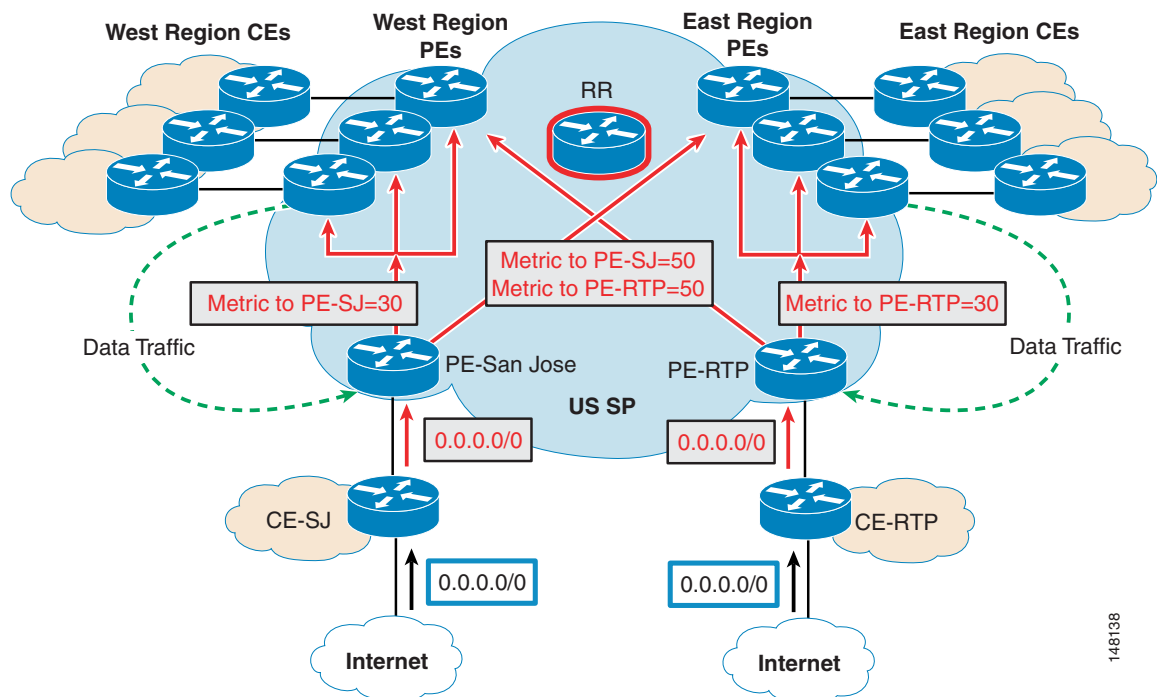 West Region CEs
West Region
PEs
East Region
PEs
East Region CEs
RR
Metric to PE-SJ=50
Metric to PE-RTP=50
Metric to PE-SJ=30
Metric to PE-RTP=30
Data Traffic
Data Traffic
PE-San Jose
PE-RTP
US SP
0.0.0.0/0
0.0.0.0/0
CE-SJ
CE-RTP
0.0.0.0/0
0.0.0.0/0
Internet
Internet
148138